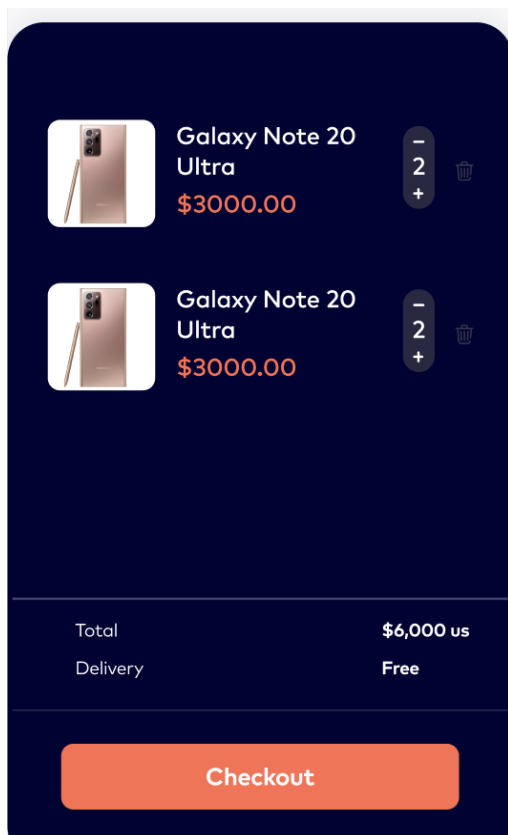 Galaxy Note 20
Ultra
$3000.00
−
2
+
Galaxy Note 20
Ultra
$3000.00
−
2
+
Total $6,000 us
Delivery Free
Checkout